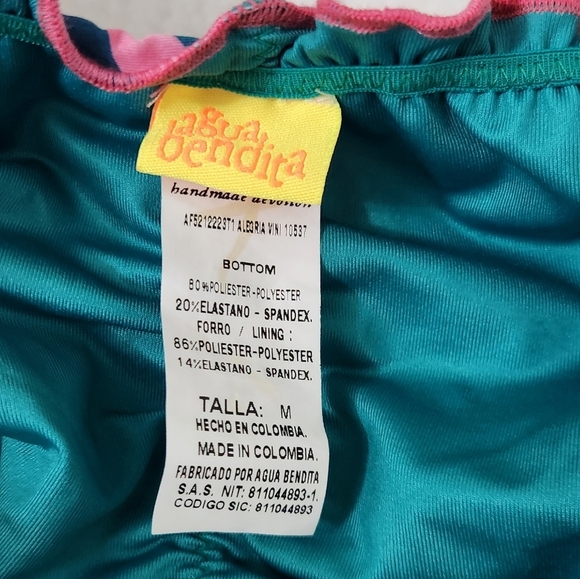 agua
bendita
handmade devotion
AF5212223T1 ALEGRIA VINI 10537
BOTTOM
80%POLIESTER-POLYESTER
20%ELASTANO - SPANDEX.
FORRO / LINING :
86%POLIESTER-POLYESTER
14%ELASTANO - SPANDEX.
TALLA: M
HECHO EN COLOMBIA.
MADE IN COLOMBIA.
FABRICADO POR AGUA BENDITA
S.A.S. NIT: 811044893-1.
CODIGO SIC: 811044893